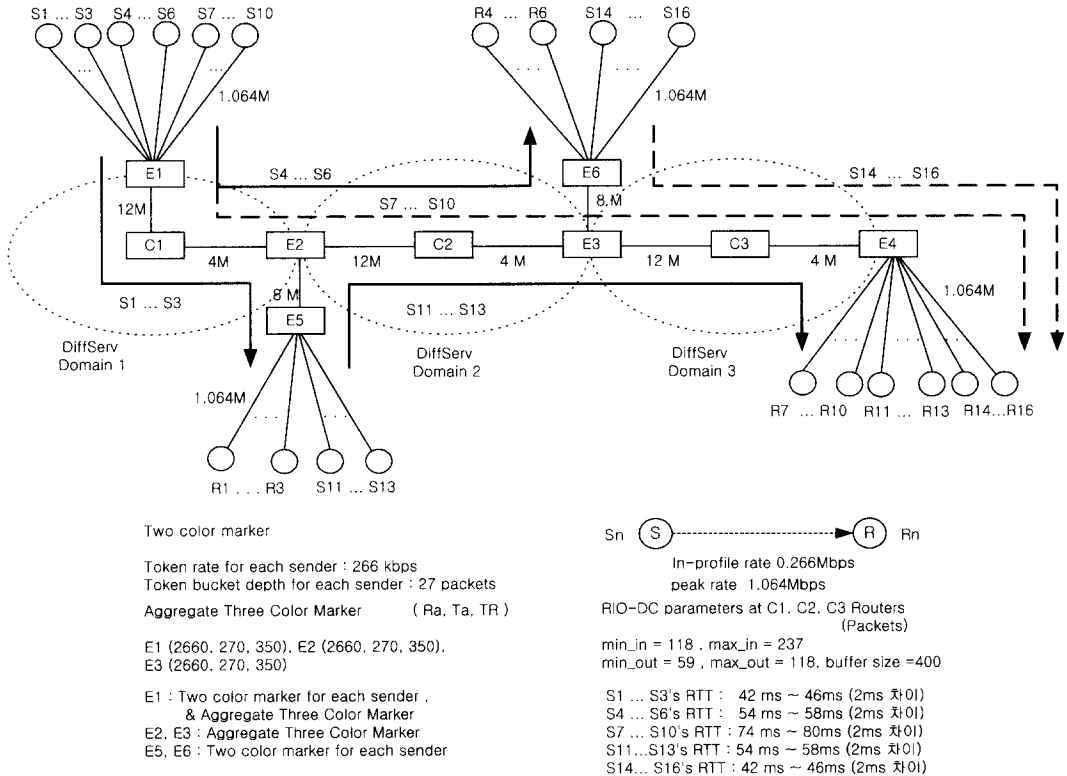 S1 ... S3 S4 ... S6 S7 ... S10
R4 ... R6 S14 ... S16
1.064M
1.064M
E1
E6
S4 ... S6
S14 ... S16
12M
8 M
S7 ... S10
C1
E2
C2
E3
C3
E4
4M
12M
4 M
12 M
4 M
8 M
1.064M
S1 ... S3
S11 ... S13
E5
DiffServ
Domain 1
DiffServ
Domain 2
DiffServ
Domain 3
1.064M
R7 ... R10 R11 ... R13 R14...R16
R1 . . . R3 S11 ... S13
Two color marker
Token rate for each sender : 266 kbps
Token bucket depth for each sender : 27 packets
Aggregate Three Color Marker ( Ra, Ta, TR )
E1 (2660, 270, 350), E2 (2660, 270, 350),
E3 (2660, 270, 350)
E1 : Two color marker for each sender ,
& Aggregate Three Color Marker
E2, E3 : Aggregate Three Color Marker
E5, E6 : Two color marker for each sender
Sn S R Rn
In-profile rate 0.266Mbps
peak rate 1.064Mbps
RIO-DC parameters at C1, C2, C3 Routers
(Packets)
min_in = 118 , max_in = 237
min_out = 59 , max_out = 118, buffer size =400
S1 ... S3's RTT : 42 ms ~ 46ms (2ms 차이)
S4 ... S6's RTT : 54 ms ~ 58ms (2ms 차이)
S7 ... S10's RTT : 74 ms ~ 80ms (2ms 차이)
S11...S13's RTT : 54 ms ~ 58ms (2ms 차이)
S14... S16's RTT : 42 ms ~ 46ms (2ms 차이)